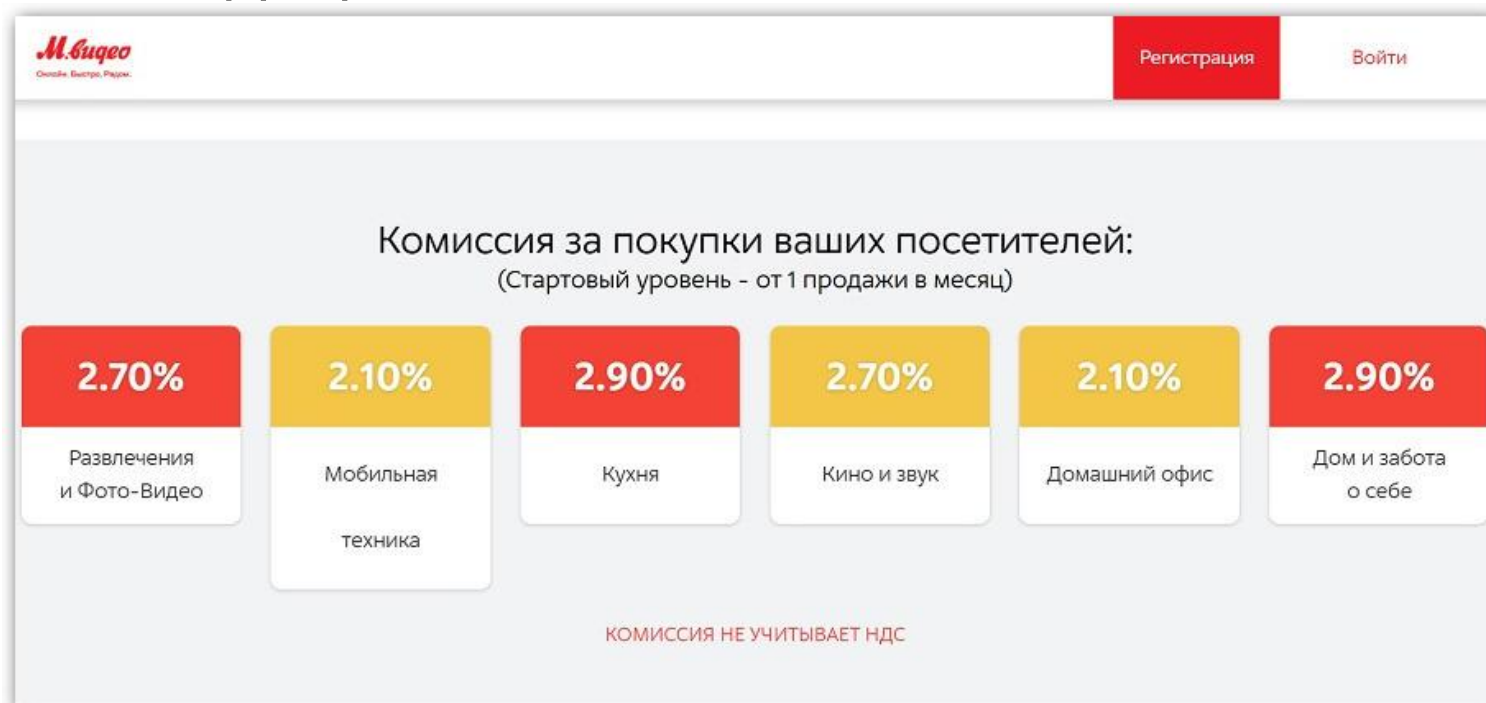 М.видео
Онлайн. Быстро. Рядом.
Регистрация
Войти
Комиссия за покупки ваших посетителей:
(Стартовый уровень - от 1 продажи в месяц)
2.70%
Развлечения
и Фото-Видео
2.10%
Мобильная
техника
2.90%
Кухня
2.70%
Кино и звук
2.10%
Домашний офис
2.90%
Дом и забота
о себе
КОМИССИЯ НЕ УЧИТЫВАЕТ НДС